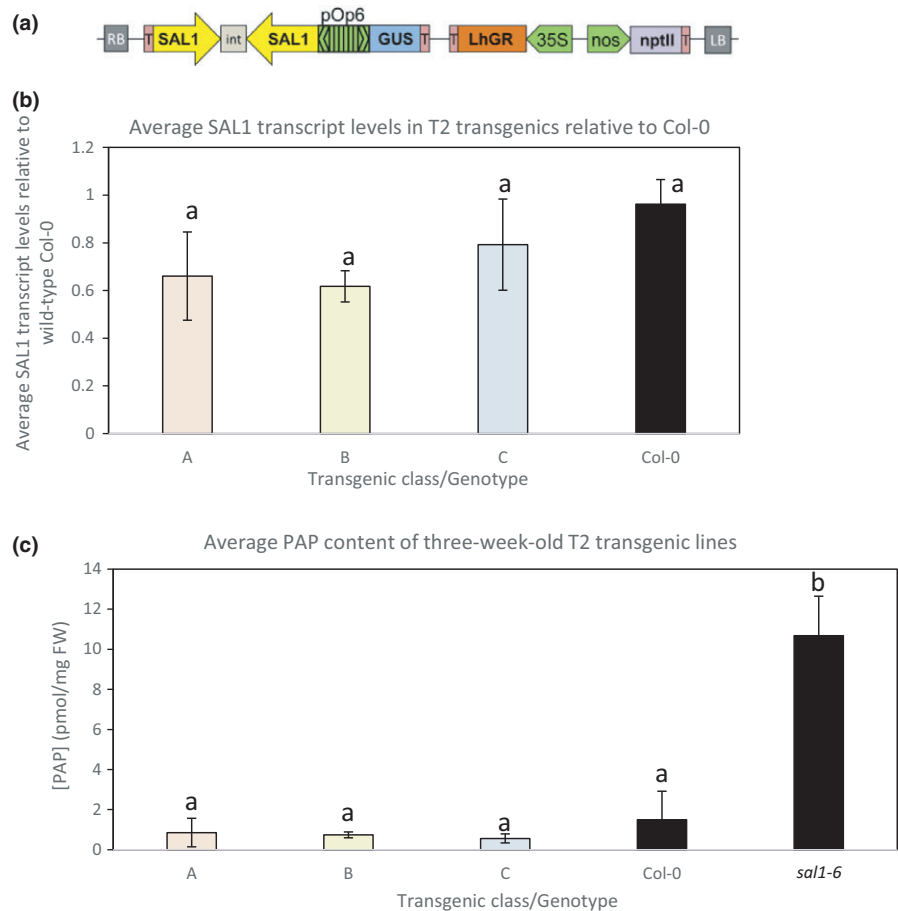 (a)
pOp6
RB T SAL1 int SAL1 GUS T T LhGR 35S nos nptII T LB
(b)
Average SAL1 transcript levels in T2 transgenics relative to Col-0
Average SAL1 transcript levels relative to
wild-type Col-0
1.2
1
0.8
0.6
0.4
0.2
0
a
a
a
a
A B C Col-0
Transgenic class/Genotype
(c)
Average PAP content of three-week-old T2 transgenic lines
[PAP] (pmol/mg FW)
14
12
10
8
6
4
2
0
a
a
a
a
b
A B C Col-0 sal1-6
Transgenic class/Genotype